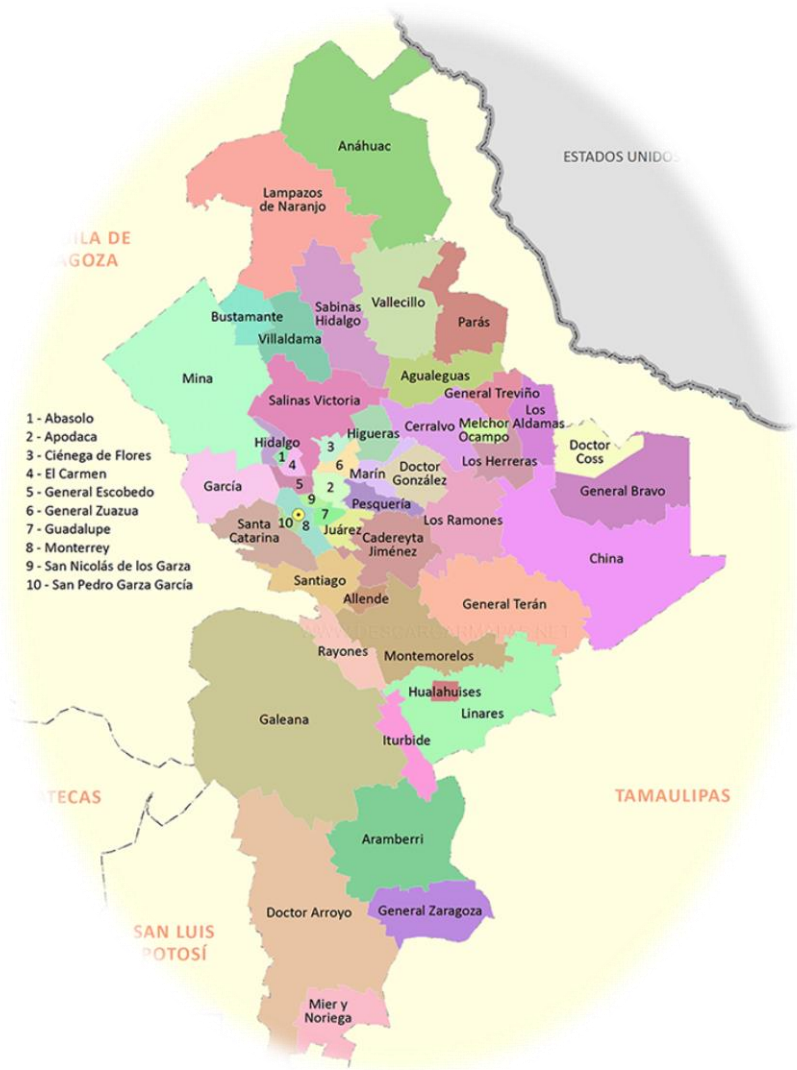 ESTADOS UNIDOS
Anáhuac
Lampazos
de Naranjo
ILA DE
AGOZA
Vallecillo
Sabinas
Hidalgo
Bustamante
Parás
Villaldama
Mina
Agualeguas
General Treviño
Salinas Victoria
Los
Aldamas
Cerralvo
Melchor
Ocampo
Higueras
Hidalgo
Doctor
Coss
3
1
4
6
Los Herreras
Marín
Doctor
González
García
5
2
General Bravo
9
Pesquería
10
8
7
Los Ramones
Santa
Catarina
Juárez
Cadereyta
Jiménez
China
Santiago
Allende
General Terán
1 - Abasolo
2 - Apodaca
3 - Ciénega de Flores
4 - El Carmen
5 - General Escobedo
6 - General Zuazua
7 - Guadalupe
8 - Monterrey
9 - San Nicolás de los Garza
10 - San Pedro Garza García
Rayones
Montemorelos
Hualahuises
Linares
Galeana
Iturbide
TECAS
TAMAULIPAS
Aramberri
Doctor Arroyo
General Zaragoza
SAN LUIS
POTOSÍ
Mier y
Noriega